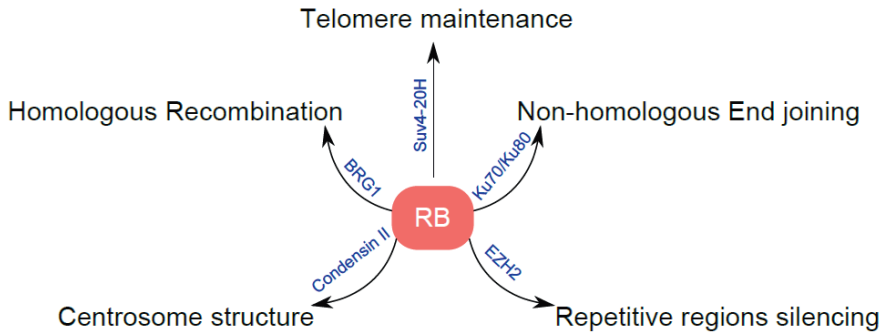 Telomere maintenance
Suv4-20H
Homologous Recombination
Non-homologous End joining
BRG1
Ku70/Ku80
RB
Condensin II
EZH2
Centrosome structure
Repetitive regions silencing